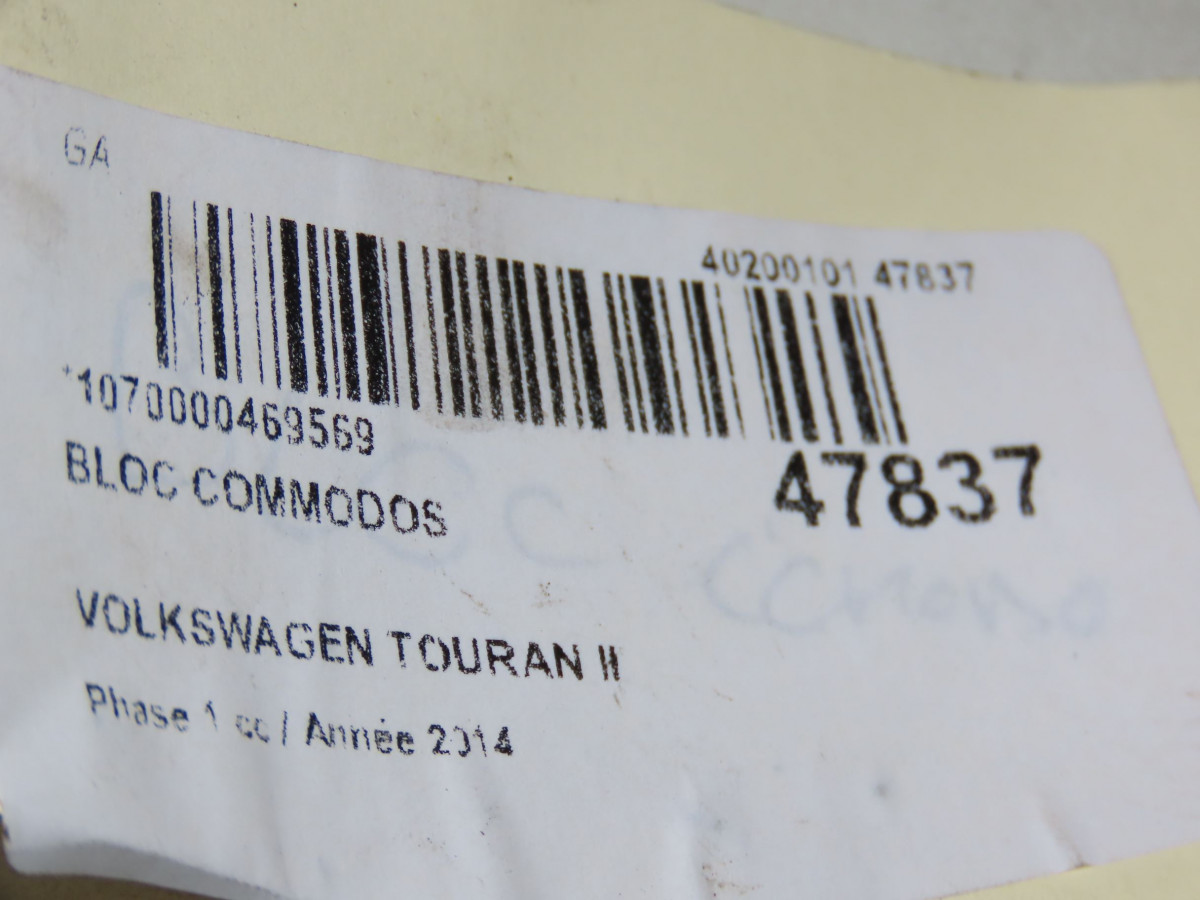 GA
40200101 47837
*1070000469569
47837
BLOC COMMODOS
VOLKSWAGEN TOURAN II
Phase 1 cc / Année 2014